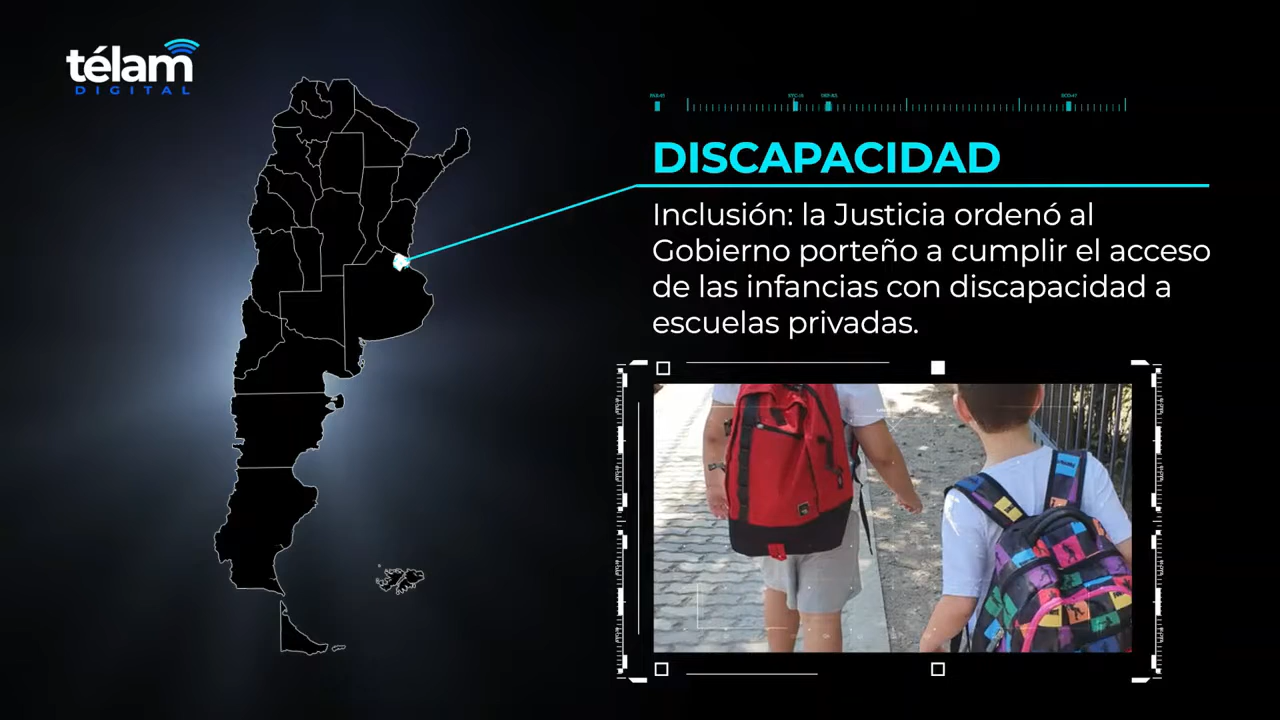 télam
DIGITAL
DISCAPACIDAD
Inclusión: la Justicia ordenó al
Gobierno porteño a cumplir el acceso
de las infancias con discapacidad a
escuelas privadas.